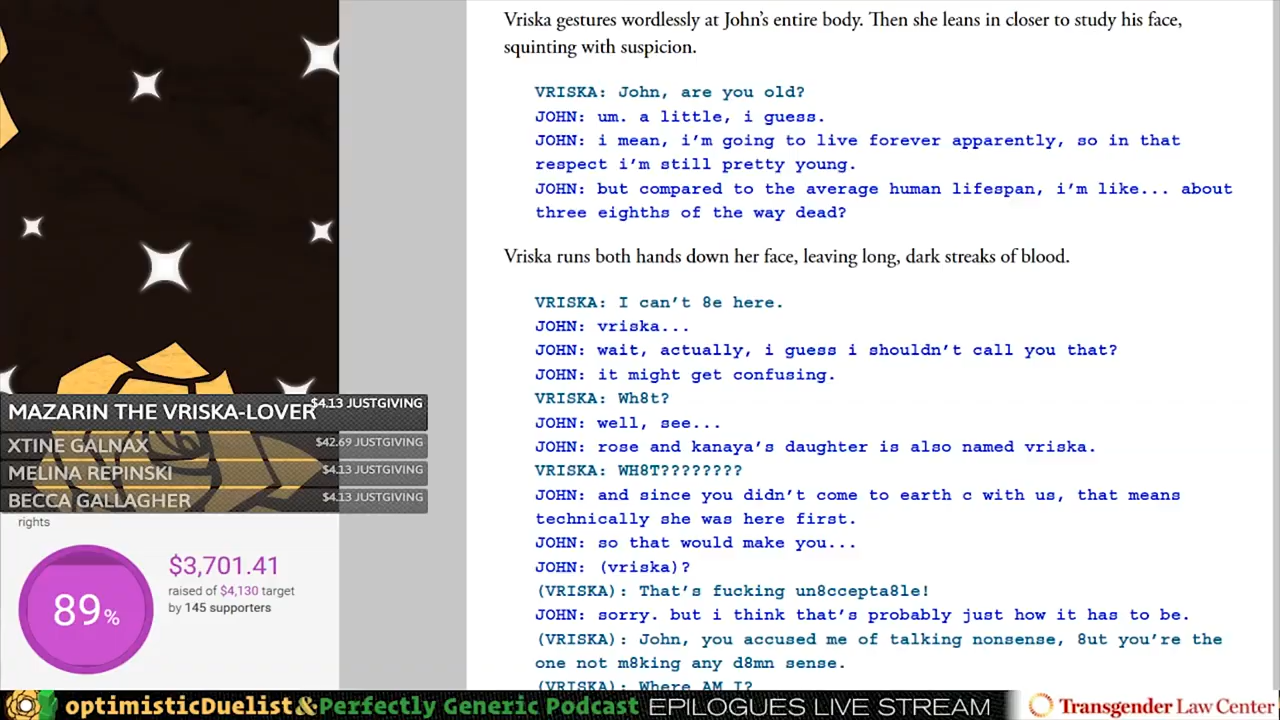 Vriska gestures wordlessly at John’s entire body. Then she leans in closer to study his face,
squinting with suspicion.
VRISKA: John, are you old?
JOHN: um. a little, i guess.
JOHN: i mean, i’m going to live forever apparently, so in that
respect i’m still pretty young.
JOHN: but compared to the average human lifespan, i’m like... about
three eighths of the way dead?
Vriska runs both hands down her face, leaving long, dark streaks of blood.
VRISKA: I can’t 8e here.
JOHN: vriska...
JOHN: wait, actually, i guess i shouldn’t call you that?
JOHN: it might get confusing.
VRISKA: Wh8t?
JOHN: well, see...
JOHN: rose and kanaya’s daughter is also named vriska.
VRISKA: WH8T????????
JOHN: and since you didn’t come to earth c with us, that means
technically she was here first.
JOHN: so that would make you...
JOHN: (vriska)?
(VRISKA): That’s fucking un8ccepta8le!
JOHN: sorry. but i think that’s probably just how it has to be.
(VRISKA): John, you accused me of talking nonsense, 8ut you’re the
one not m8king any d8mn sense.
(VRISKA): Where AM I?
MAZARIN THE VRISKA-LOVER $4.13 JUSTGIVING
XTINE GALNAX $42.69 JUSTGIVING
MELINA REPINSKI $4.13 JUSTGIVING
BECCA GALLAGHER $4.13 JUSTGIVING
rights
89%
$3,701.41
raised of $4,130 target
by 145 supporters
optimisticDuelist&Perfectly Generic Podcast EPILOGUES LIVE STREAM
Transgender Law Center